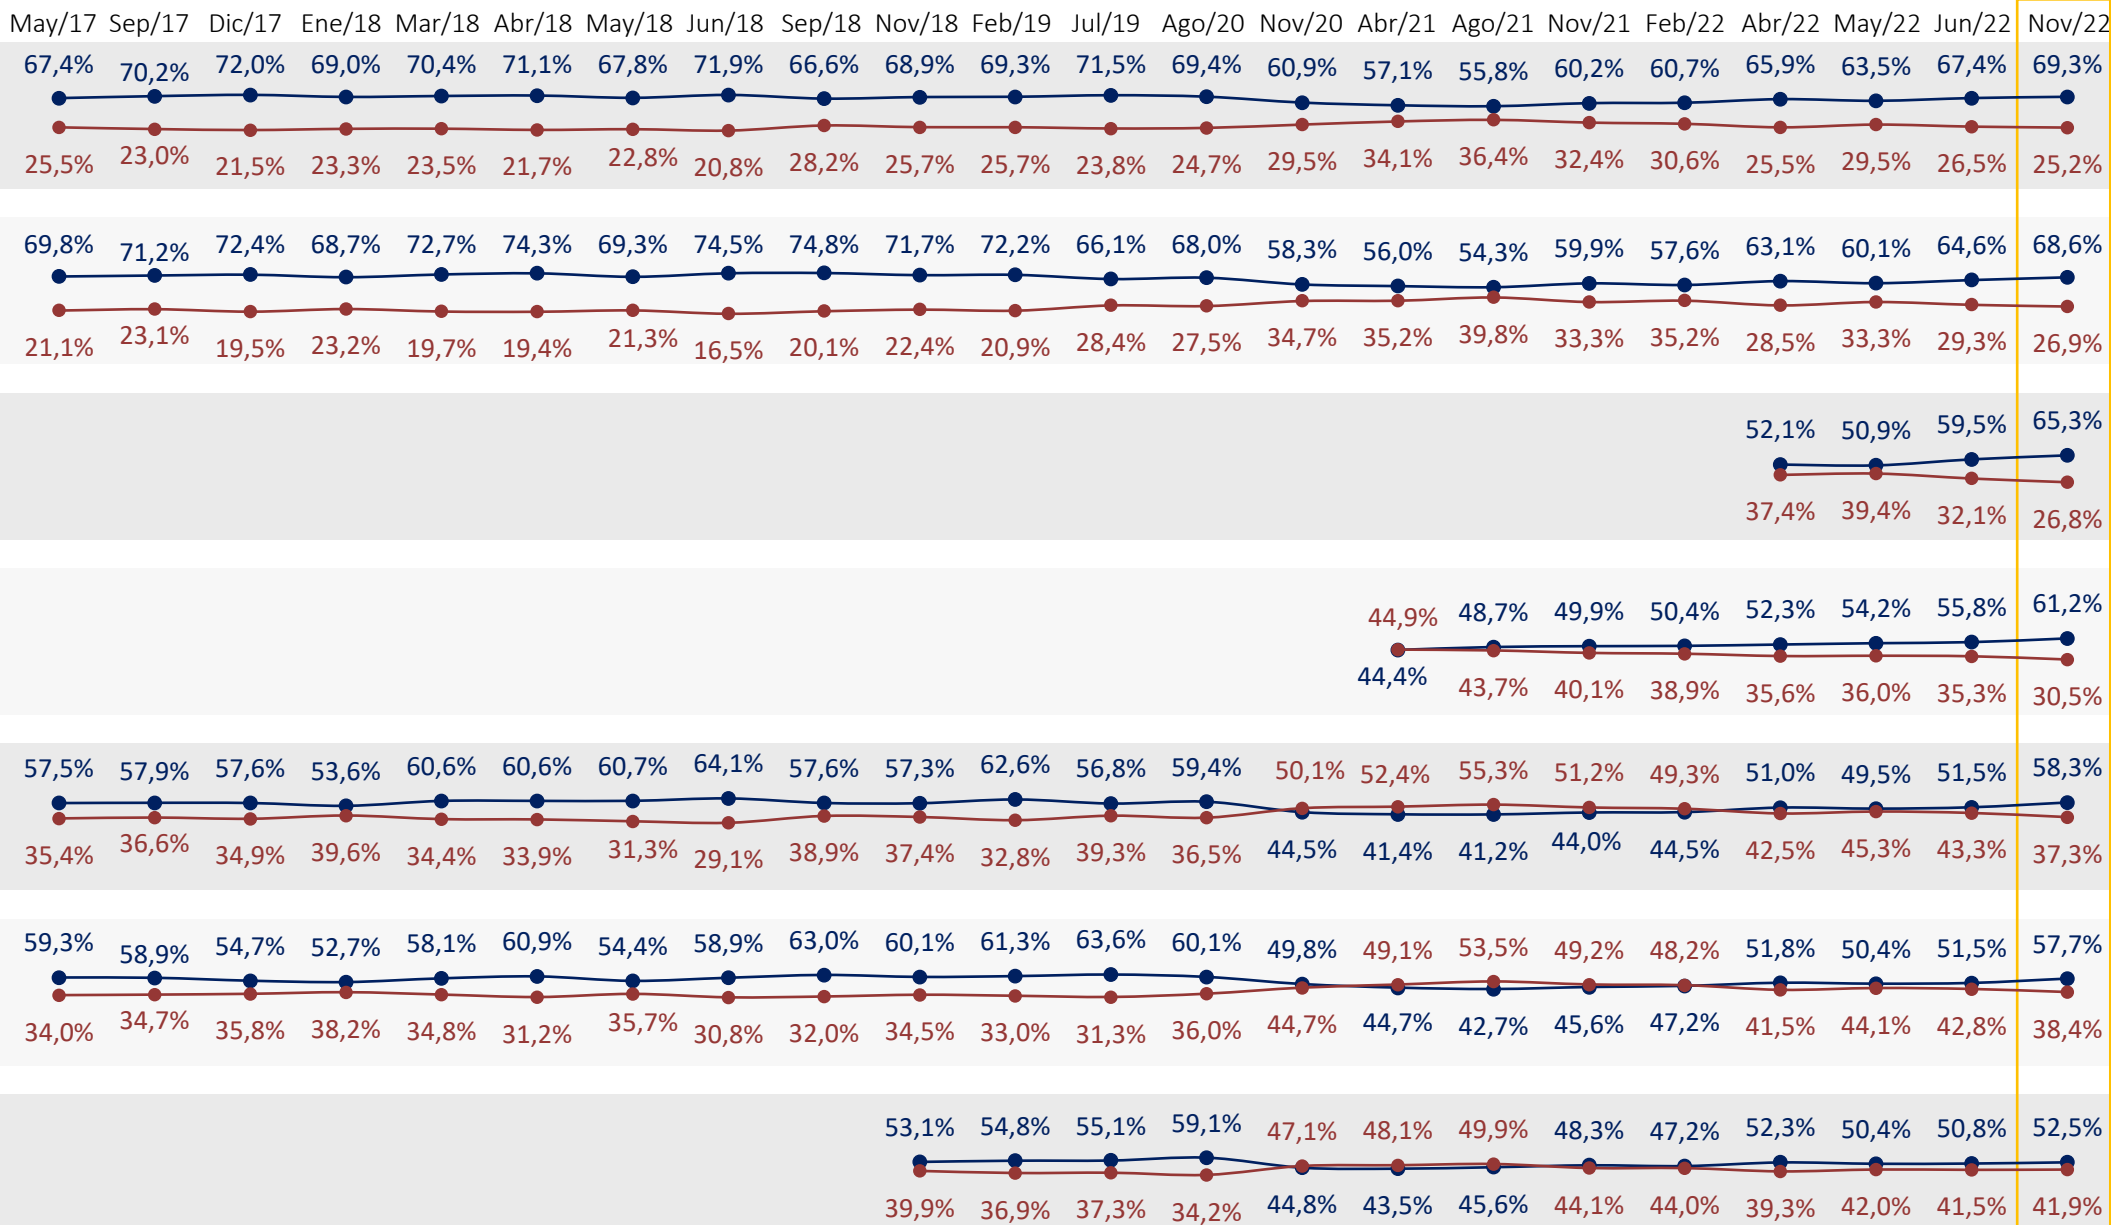 May/17 Sep/17 Dic/17 Ene/18 Mar/18 Abr/18 May/18 Jun/18 Sep/18 Nov/18 Feb/19 Jul/19 Ago/20 Nov/20 Abr/21 Ago/21 Nov/21 Feb/22 Abr/22 May/22 Jun/22 Nov/22
67,4% 70,2% 72,0% 69,0% 70,4% 71,1% 67,8% 71,9% 66,6% 68,9% 69,3% 71,5% 69,4% 60,9% 57,1% 55,8% 60,2% 60,7% 65,9% 63,5% 67,4% 69,3%
25,5% 23,0% 21,5% 23,3% 23,5% 21,7% 22,8% 20,8% 28,2% 25,7% 25,7% 23,8% 24,7% 29,5% 34,1% 36,4% 32,4% 30,6% 25,5% 29,5% 26,5% 25,2%
69,8% 71,2% 72,4% 68,7% 72,7% 74,3% 69,3% 74,5% 74,8% 71,7% 72,2% 66,1% 68,0% 58,3% 56,0% 54,3% 59,9% 57,6% 63,1% 60,1% 64,6% 68,6%
21,1% 23,1% 19,5% 23,2% 19,7% 19,4% 21,3% 16,5% 20,1% 22,4% 20,9% 28,4% 27,5% 34,7% 35,2% 39,8% 33,3% 35,2% 28,5% 33,3% 29,3% 26,9%
52,1% 50,9% 59,5% 65,3%
37,4% 39,4% 32,1% 26,8%
44,9% 48,7% 49,9% 50,4% 52,3% 54,2% 55,8% 61,2%
44,4% 43,7% 40,1% 38,9% 35,6% 36,0% 35,3% 30,5%
57,5% 57,9% 57,6% 53,6% 60,6% 60,6% 60,7% 64,1% 57,6% 57,3% 62,6% 56,8% 59,4% 50,1% 52,4% 55,3% 51,2% 49,3% 51,0% 49,5% 51,5% 58,3%
35,4% 36,6% 34,9% 39,6% 34,4% 33,9% 31,3% 29,1% 38,9% 37,4% 32,8% 39,3% 36,5% 44,5% 41,4% 41,2% 44,0% 44,5% 42,5% 45,3% 43,3% 37,3%
59,3% 58,9% 54,7% 52,7% 58,1% 60,9% 54,4% 58,9% 63,0% 60,1% 61,3% 63,6% 60,1% 49,8% 49,1% 53,5% 49,2% 48,2% 51,8% 50,4% 51,5% 57,7%
34,0% 34,7% 35,8% 38,2% 34,8% 31,2% 35,7% 30,8% 32,0% 34,5% 33,0% 31,3% 36,0% 44,7% 44,7% 42,7% 45,6% 47,2% 41,5% 44,1% 42,8% 38,4%
53,1% 54,8% 55,1% 59,1% 47,1% 48,1% 49,9% 48,3% 47,2% 52,3% 50,4% 50,8% 52,5%
39,9% 36,9% 37,3% 34,2% 44,8% 43,5% 45,6% 44,1% 44,0% 39,3% 42,0% 41,5% 41,9%